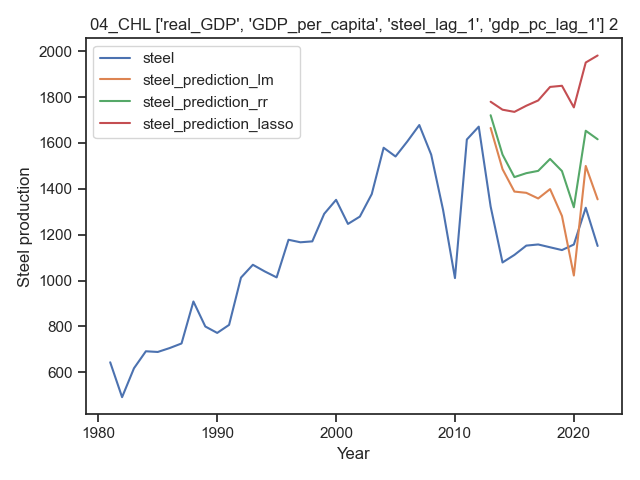 04_CHL ['real_GDP', 'GDP_per_capita', 'steel_lag_1', 'gdp_pc_lag_1'] 2
steel
steel_prediction_lm
steel_prediction_rr
steel_prediction_lasso
Steel production
2000
1800
1600
1400
1200
1000
800
600
1980
1990
2000
2010
2020
Year